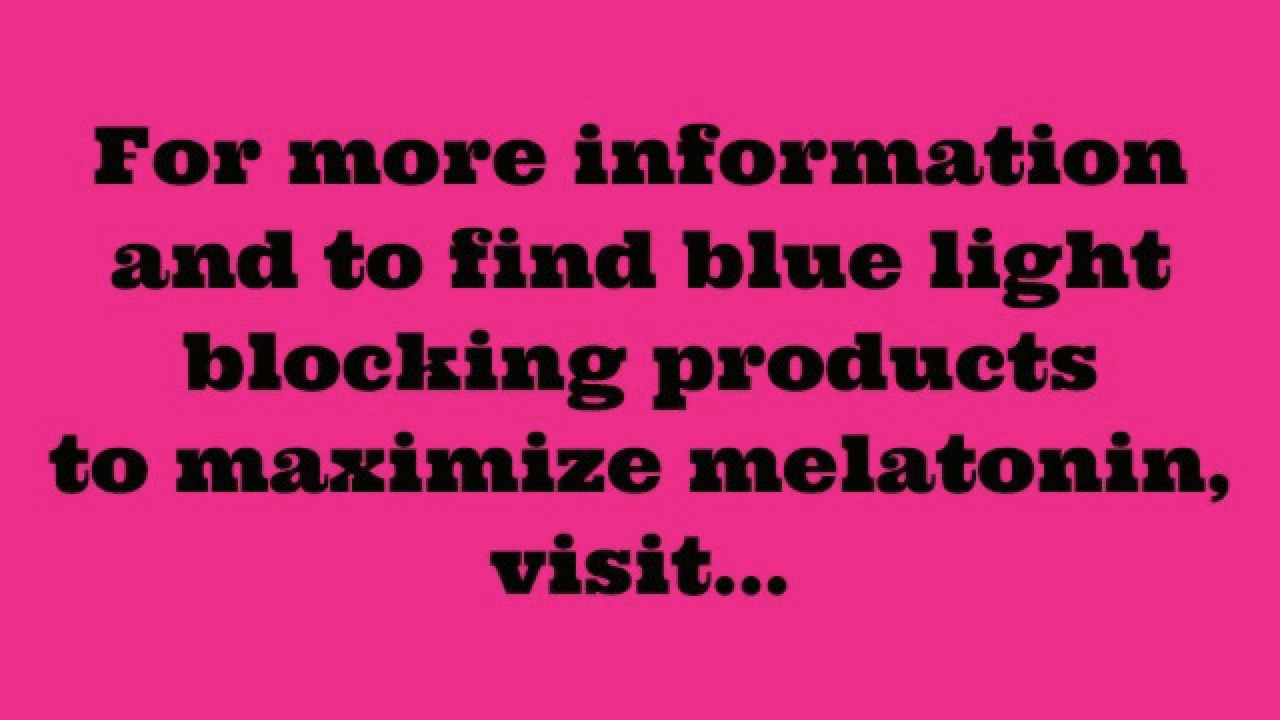 For more information
and to find blue light
blocking products
to maximize melatonin,
visit...